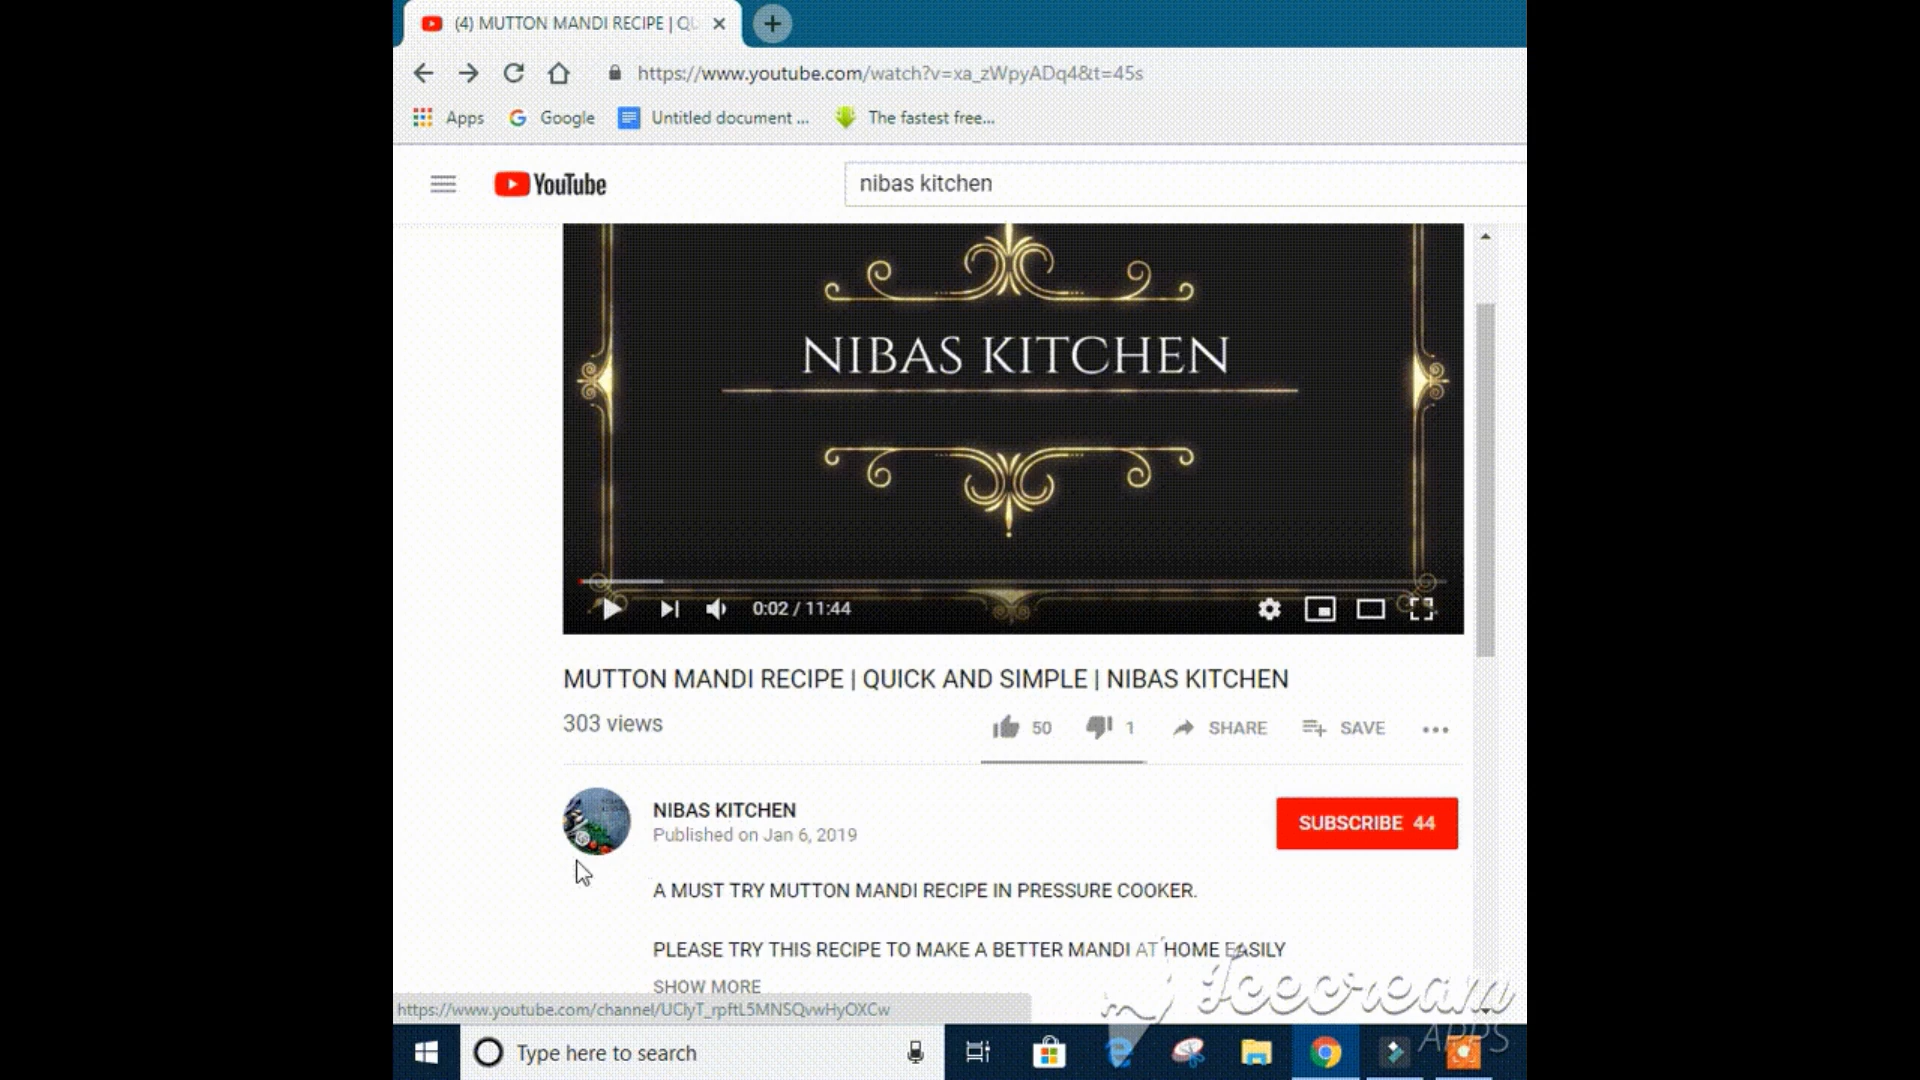 (4) MUTTON MANDI RECIPE | QU
https://www.youtube.com/watch?v=xa_zWpyADq4&t=45s
Apps Google Untitled document ... The fastest free...
YouTube nibas kitchen
NIBAS KITCHEN
0:02 / 11:44
MUTTON MANDI RECIPE | QUICK AND SIMPLE | NIBAS KITCHEN
303 views 50 1 SHARE SAVE
NIBAS KITCHEN
Published on Jan 6, 2019
SUBSCRIBE 44
A MUST TRY MUTTON MANDI RECIPE IN PRESSURE COOKER.
PLEASE TRY THIS RECIPE TO MAKE A BETTER MANDI AT HOME EASILY
SHOW MORE
https://www.youtube.com/channel/UClyT_rpftL5MNSQvwHyOXCw
Icecream
APPS
Type here to search